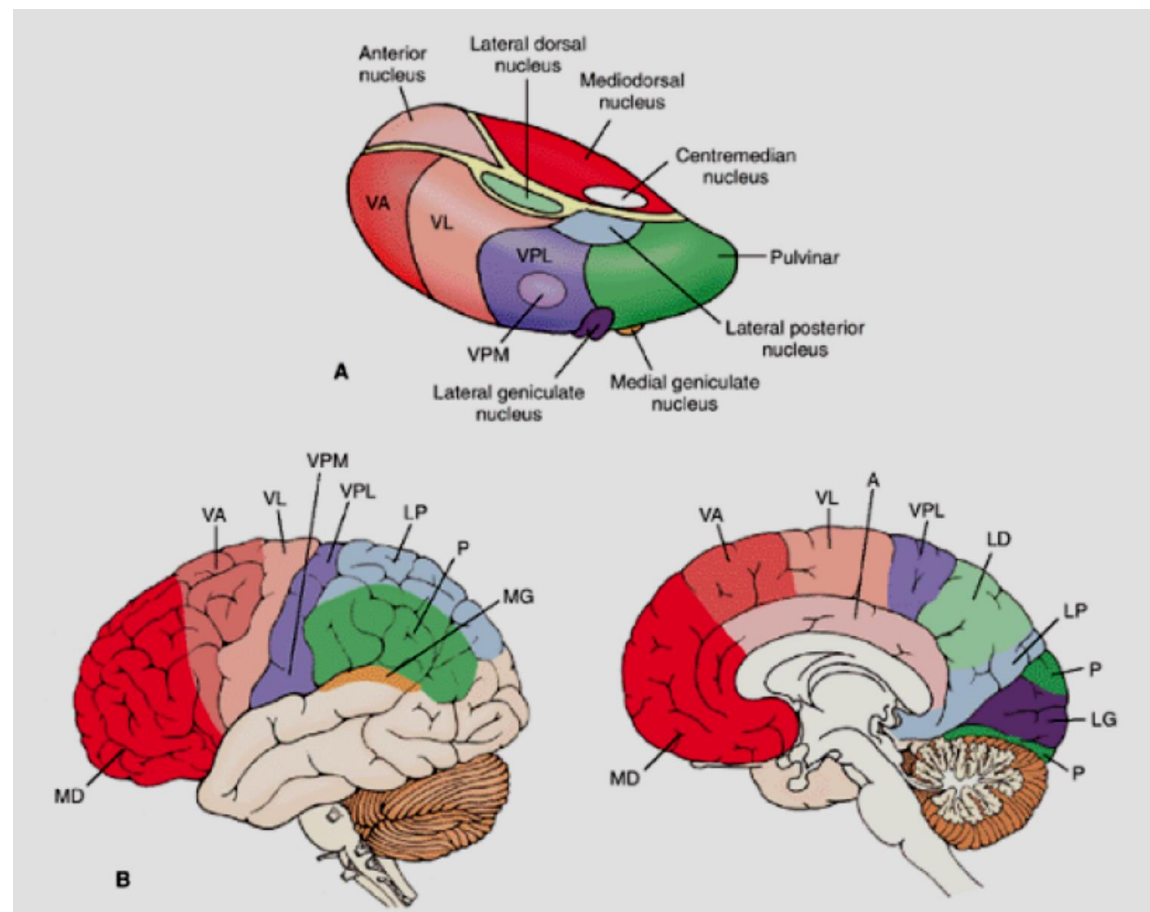 Anterior
nucleus
Lateral dorsal
nucleus
Mediodorsal
nucleus
Centremedian
nucleus
VA
VL
VPL
Pulvinar
VPM
Lateral posterior
nucleus
Lateral geniculate
nucleus
Medial geniculate
nucleus
A
VPM
VA
VL
VPL
LP
P
MG
MD
B
VA
VL
A
VPL
LD
LP
P
LG
P
MD